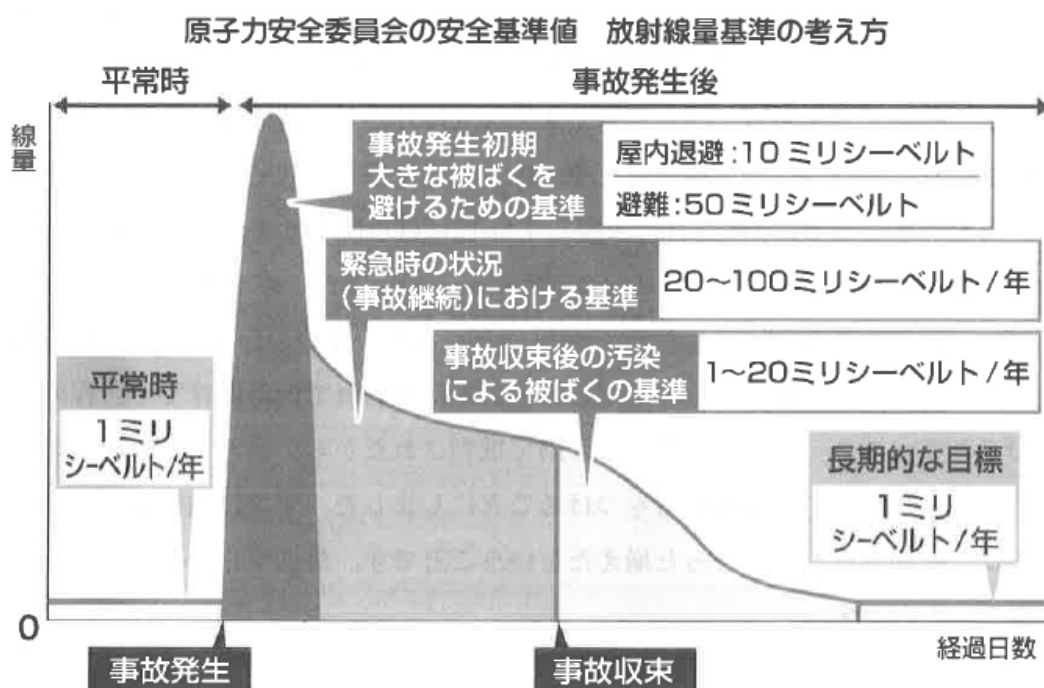 原子力安全委員会の安全基準値 放射線量基準の考え方
平常時
事故発生後
線量
事故発生初期
大きな被ばくを
避けるための基準
屋内退避:10ミリシーベルト
避難:50ミリシーベルト
緊急時の状況
(事故継続)における基準
20〜100ミリシーベルト/年
事故収束後の汚染
による被ばくの基準
1〜20ミリシーベルト/年
平常時
1ミリ
シーベルト/年
長期的な目標
1ミリ
シーベルト/年
0
経過日数
事故発生
事故収束